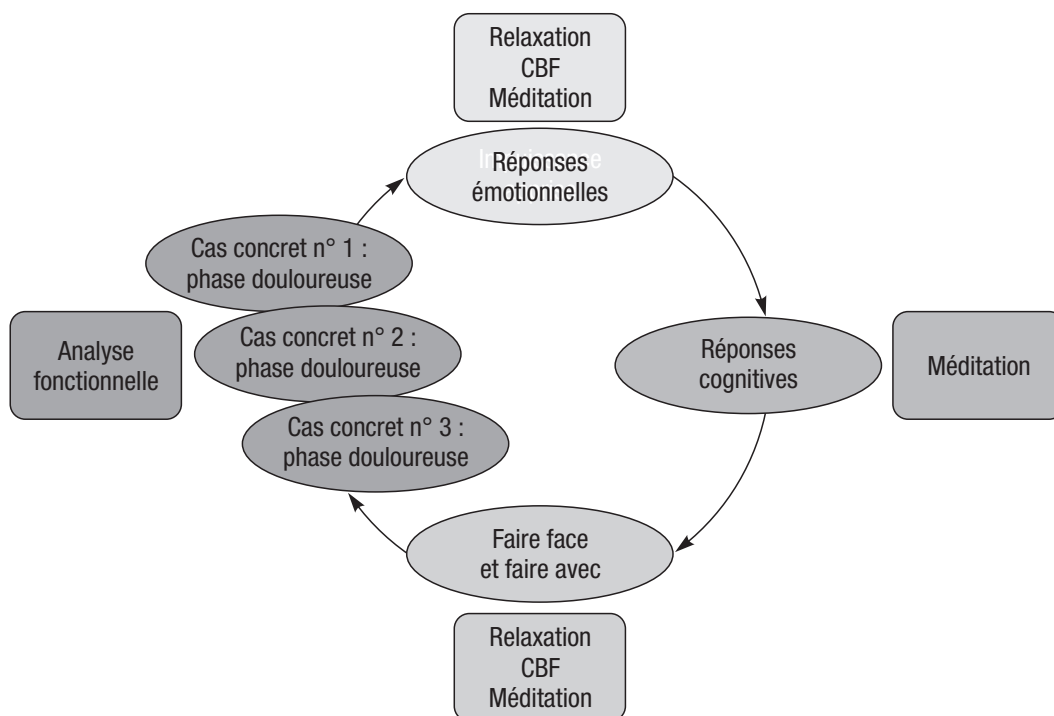 Relaxation
CBF
Méditation
Réponses
émotionnelles
Cas concret n° 1 :
phase douloureuse
Cas concret n° 2 :
phase douloureuse
Analyse
fonctionnelle
Réponses
cognitives
Méditation
Cas concret n° 3 :
phase douloureuse
Faire face
et faire avec
Relaxation
CBF
Méditation